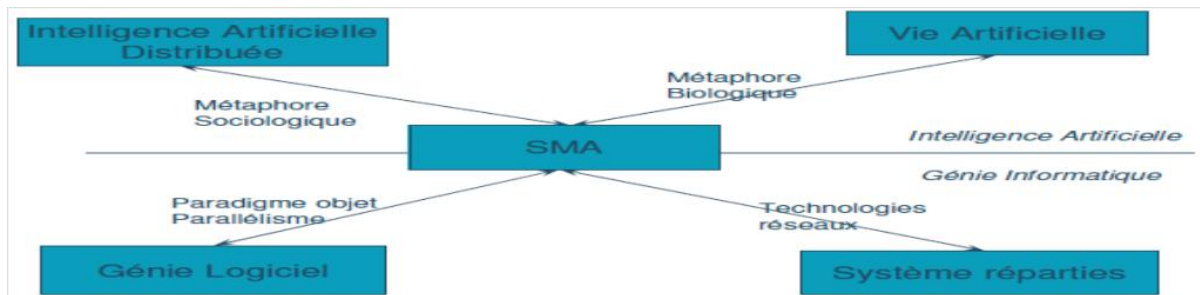 Intelligence Artificielle
Distribuée
Vie Artificielle
Métaphore
Biologique
Métaphore
Sociologique
SMA
Intelligence Artificielle
Génie Informatique
Paradigme objet
Parallélisme
Technologies
réseaux
Génie Logiciel
Système réparties